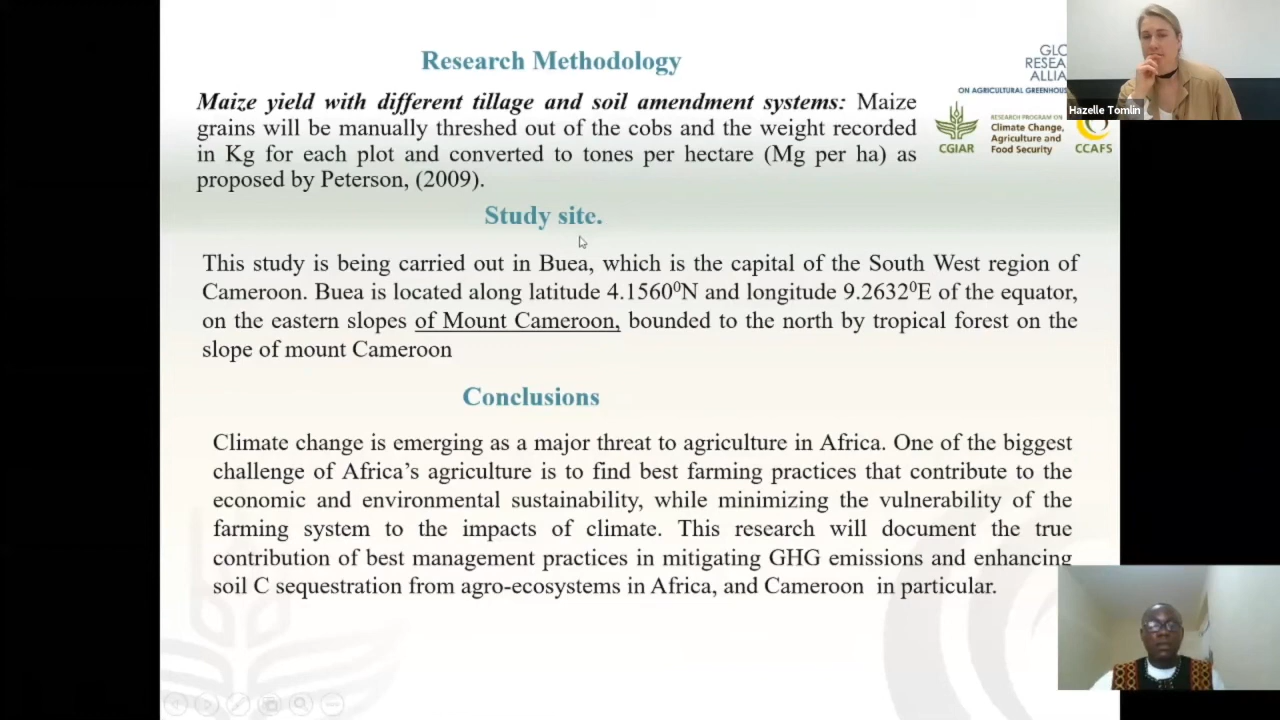 Research Methodology
Maize yield with different tillage and soil amendment systems: Maize
grains will be manually threshed out of the cobs and the weight recorded
in Kg for each plot and converted to tones per hectare (Mg per ha) as
proposed by Peterson, (2009).
GLO
RESEA
ALLIA
ON AGRICULTURAL GREENHOUS
CGIAR
RESEARCH PROGRAM ON
Climate Change,
Agriculture and
Food Security
CCAFS
Hazelle Tomlin
Study site.
This study is being carried out in Buea, which is the capital of the South West region of
Cameroon. Buea is located along latitude 4.1560⁰N and longitude 9.2632⁰E of the equator,
on the eastern slopes of Mount Cameroon, bounded to the north by tropical forest on the
slope of mount Cameroon
Conclusions
Climate change is emerging as a major threat to agriculture in Africa. One of the biggest
challenge of Africa's agriculture is to find best farming practices that contribute to the
economic and environmental sustainability, while minimizing the vulnerability of the
farming system to the impacts of climate. This research will document the true
contribution of best management practices in mitigating GHG emissions and enhancing
soil C sequestration from agro-ecosystems in Africa, and Cameroon in particular.